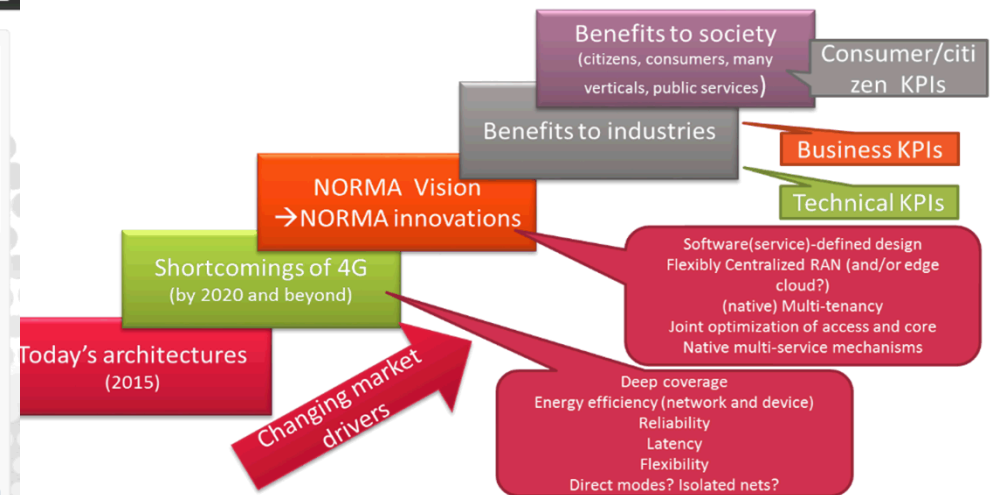 Benefits to society
(citizens, consumers, many
verticals, public services)
Consumer/citi
zen KPIs
Benefits to industries
Business KPIs
Technical KPIs
NORMA Vision
→NORMA innovations
Software(service)-defined design
Flexibly Centralized RAN (and/or edge
cloud?)
(native) Multi-tenancy
Joint optimization of access and core
Native multi-service mechanisms
Shortcomings of 4G
(by 2020 and beyond)
Today's architectures
(2015)
Changing market
drivers
Deep coverage
Energy efficiency (network and device)
Reliability
Latency
Flexibility
Direct modes? Isolated nets?